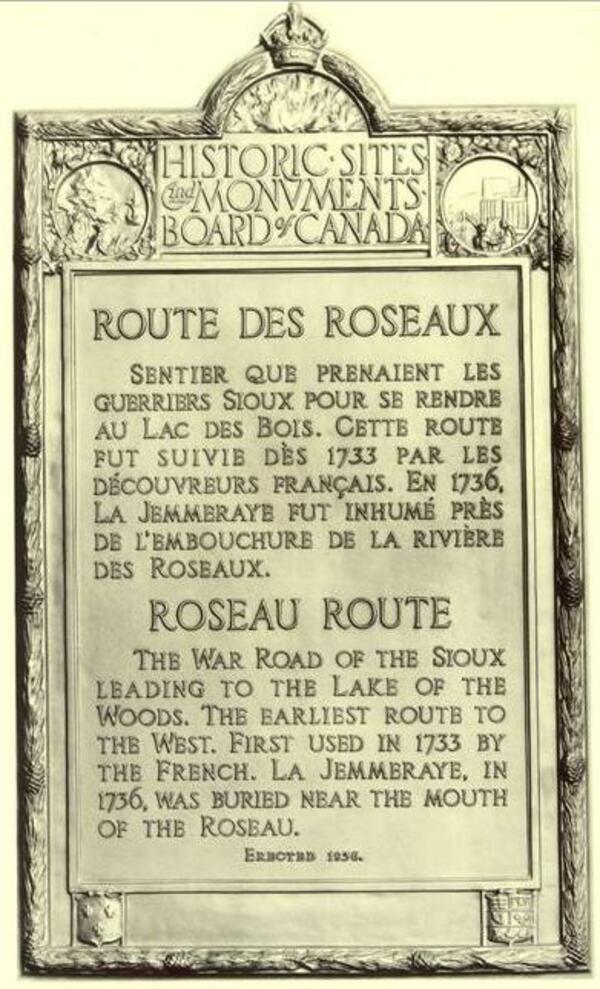 HISTORIC·SITES
and MONVMENTS·
BOARD of CANADA
ROUTE DES ROSEAUX
SENTIER QUE PRENAIENT LES
GUERRIERS SIOUX POUR SE RENDRE
AU LAC DES BOIS. CETTE ROUTE
FUT SUIVIE DÈS 1733 PAR LES
DÉCOUVREURS FRANÇAIS. EN 1736,
LA JEMMERAYE FUT INHUMÉ PRÈS
DE L'EMBOUCHURE DE LA RIVIÈRE
DES ROSEAUX.
ROSEAU ROUTE
THE WAR ROAD OF THE SIOUX
LEADING TO THE LAKE OF THE
WOODS. THE EARLIEST ROUTE TO
THE WEST. FIRST USED IN 1733 BY
THE FRENCH. LA JEMMERAYE, IN
1736, WAS BURIED NEAR THE MOUTH
OF THE ROSEAU.
ERECTED